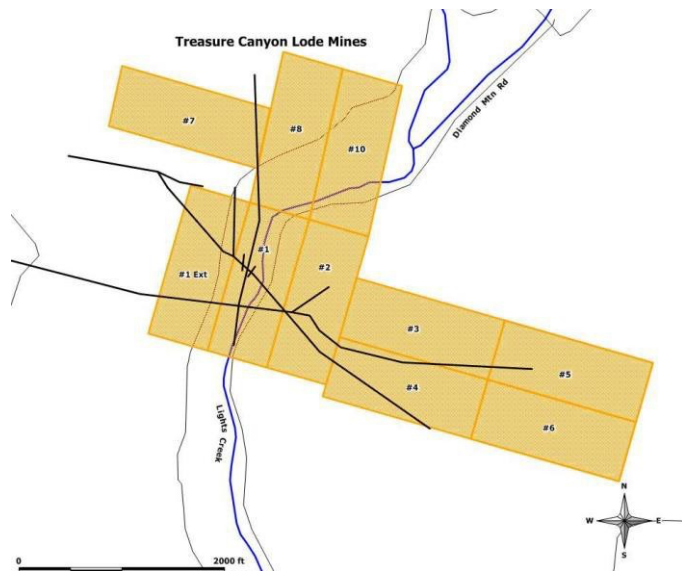 Treasure Canyon Lode Mines
Diamond Mtn Rd
#7
#8
#10
#1
#1 Ext
#2
#3
#5
#4
#6
Lights Creek
N
W E
S
0 2000 ft